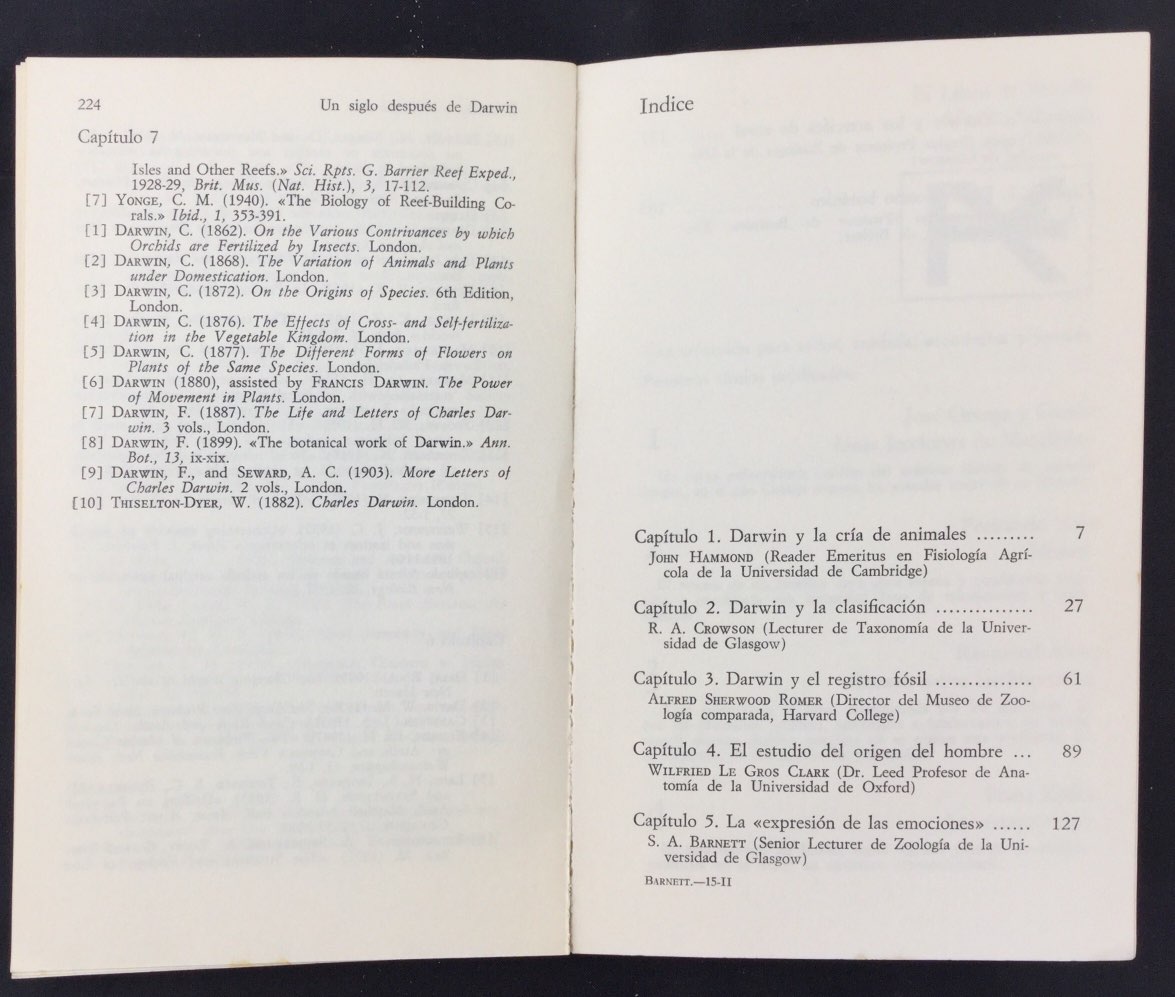 224
Un siglo después de Darwin
Capítulo 7
Isles and Other Reefs.» Sci. Rpts. G. Barrier Reef Exped.,
1928-29, Brit. Mus. (Nat. Hist.), 3, 17-112.
[7] YONGE, C. M. (1940). «The Biology of Reef-Building Co-
rals.» Ibid., 1, 353-391.
[1] DARWIN, C. (1862). On the Various Contrivances by which
Orchids are Fertilized by Insects. London.
[2] DARWIN, C. (1868). The Variation of Animals and Plants
under Domestication. London.
[3] DARWIN, C. (1872). On the Origins of Species. 6th Edition,
London.
[4] DARWIN, C. (1876). The Effects of Cross- and Self-fertiliza-
tion in the Vegetable Kingdom. London.
[5] DARWIN, C. (1877). The Different Forms of Flowers on
Plants of the Same Species. London.
[6] DARWIN (1880), assisted by FRANCIS DARWIN. The Power
of Movement in Plants. London.
[7] DARWIN, F. (1887). The Life and Letters of Charles Dar-
win. 3 vols., London.
[8] DARWIN, F. (1899). «The botanical work of Darwin.» Ann.
Bot., 13, ix-xix.
[9] DARWIN, F., and SEWARD, A. C. (1903). More Letters of
Charles Darwin. 2 vols., London.
[10] THISELTON-DYER, W. (1882). Charles Darwin. London.
Indice
Capítulo 1. Darwin y la cría de animales ......... 7
JOHN HAMMOND (Reader Emeritus en Fisiología Agrí-
cola de la Universidad de Cambridge)
Capítulo 2. Darwin y la clasificación ............... 27
R. A. CROWSON (Lecturer de Taxonomía de la Univer-
sidad de Glasgow)
Capítulo 3. Darwin y el registro fósil ............... 61
ALFRED SHERWOOD ROMER (Director del Museo de Zoo-
logía comparada, Harvard College)
Capítulo 4. El estudio del origen del hombre ... 89
WILFRIED LE GROS CLARK (Dr. Leed Profesor de Ana-
tomía de la Universidad de Oxford)
Capítulo 5. La «expresión de las emociones» ...... 127
S. A. BARNETT (Senior Lecturer de Zoología de la Uni-
versidad de Glasgow)
BARNETT.—15-II